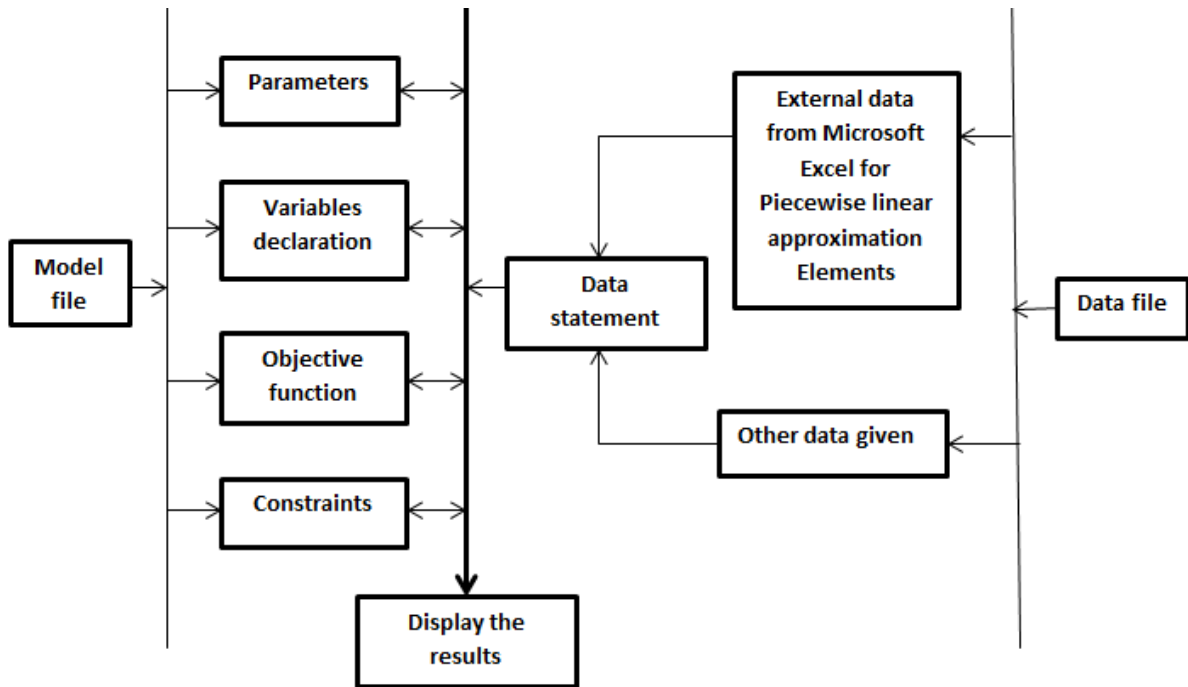 Parameters
Variables
declaration
Model
file
Objective
function
Constraints
Display the
results
Data
statement
External data
from Microsoft
Excel for
Piecewise linear
approximation
Elements
Other data given
Data file